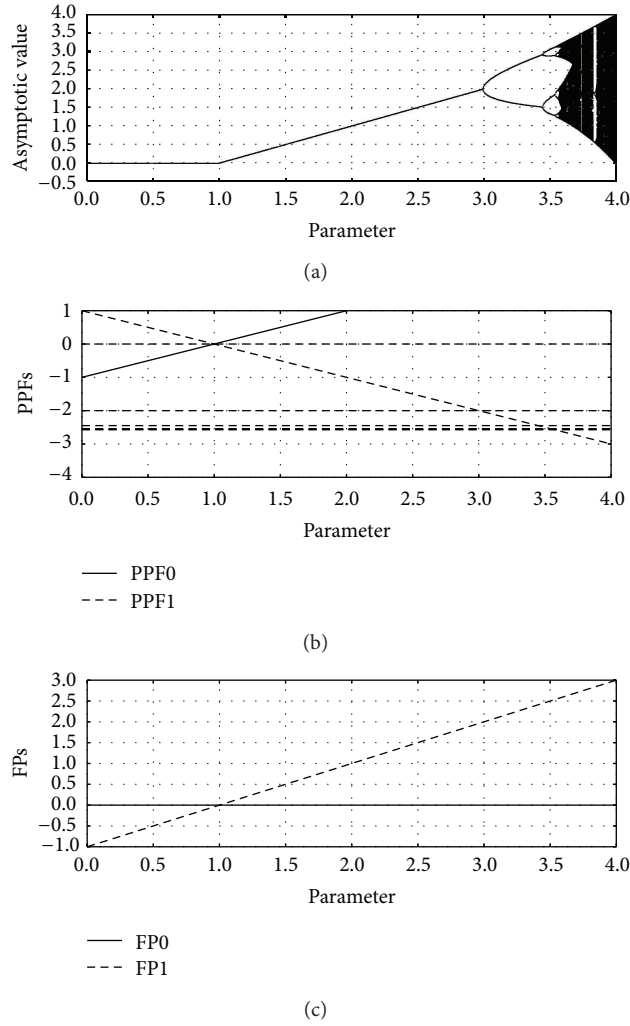 Asymptotic value
4.0
3.5
3.0
2.5
2.0
1.5
1.0
0.5
0.0
−0.5
0.0 0.5 1.0 1.5 2.0 2.5 3.0 3.5 4.0
Parameter
(a)
PPFs
1
0
−1
−2
−3
−4
0.0 0.5 1.0 1.5 2.0 2.5 3.0 3.5 4.0
Parameter
PPF0
PPF1
(b)
FPs
3.0
2.5
2.0
1.5
1.0
0.5
0.0
−0.5
−1.0
0.0 0.5 1.0 1.5 2.0 2.5 3.0 3.5 4.0
Parameter
FP0
FP1
(c)